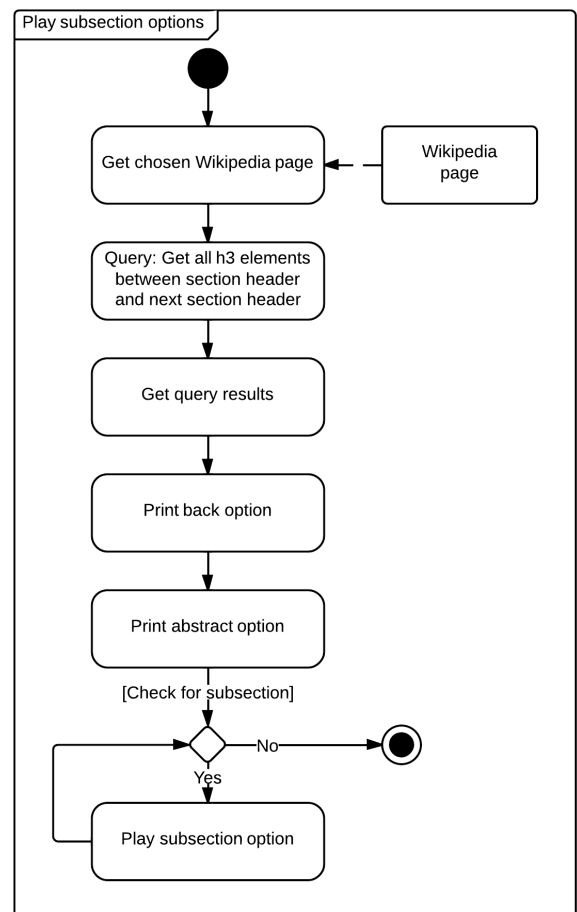 Play subsection options
Get chosen Wikipedia page
Wikipedia
page
Query: Get all h3 elements
between section header
and next section header
Get query results
Print back option
Print abstract option
[Check for subsection]
No
Yes
Play subsection option